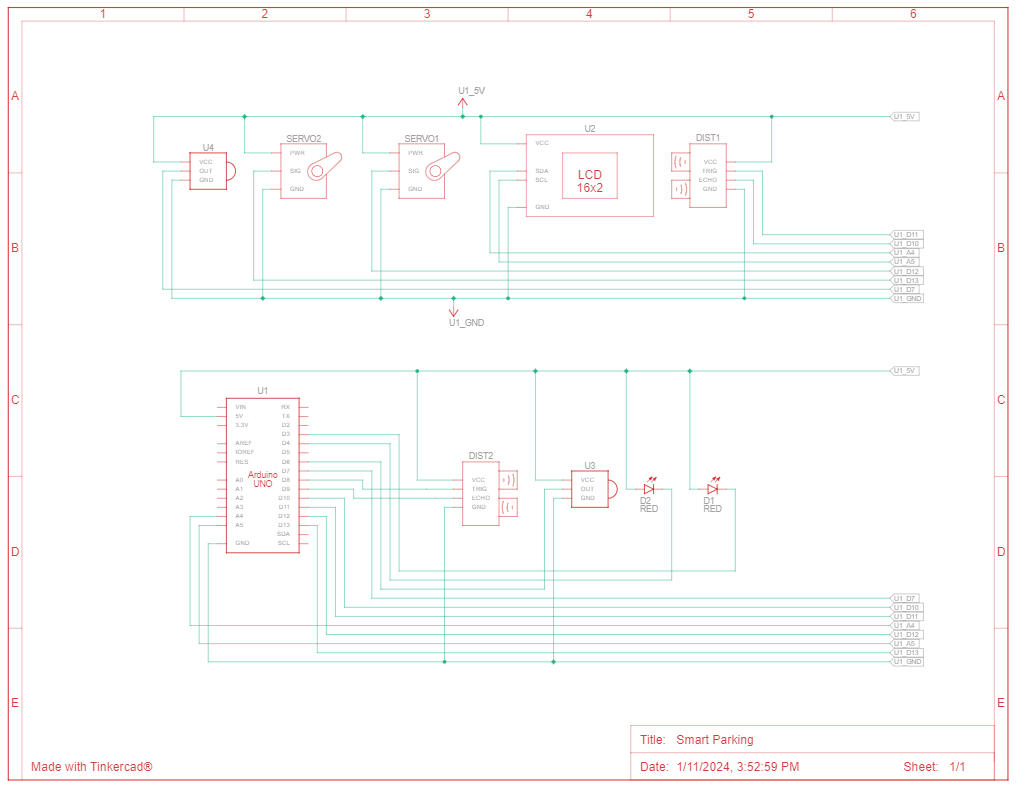 1 2 3 4 5 6
A A
U1_5V
U1_5V
U4
VCC
OUT
GND
SERVO2
PWR
SIG
GND
SERVO1
PWR
SIG
GND
U2
VCC
SDA
SCL
GND
LCD
16x2
DIST1
VCC
TRIG
ECHO
GND
B B
U1_D11
U1_D10
U1_A4
U1_A5
U1_D12
U1_D13
U1_D7
U1_GND
U1_GND
C C
U1_5V
U1
VIN RX
5V TX
3.3V D2
D3
AREF D4
IOREF D5
RES D6
D7
A0 D8
A1 D9
A2 D10
A3 D11
A4 D12
A5 D13
SDA
GND SCL
Arduino
UNO
DIST2
VCC
TRIG
ECHO
GND
U3
VCC
OUT
GND
D2
RED
D1
RED
D D
U1_D7
U1_D10
U1_D11
U1_A4
U1_D12
U1_A5
U1_D13
U1_GND
E E
Title: Smart Parking
Made with Tinkercad®
Date: 1/11/2024, 3:52:59 PM Sheet: 1/1